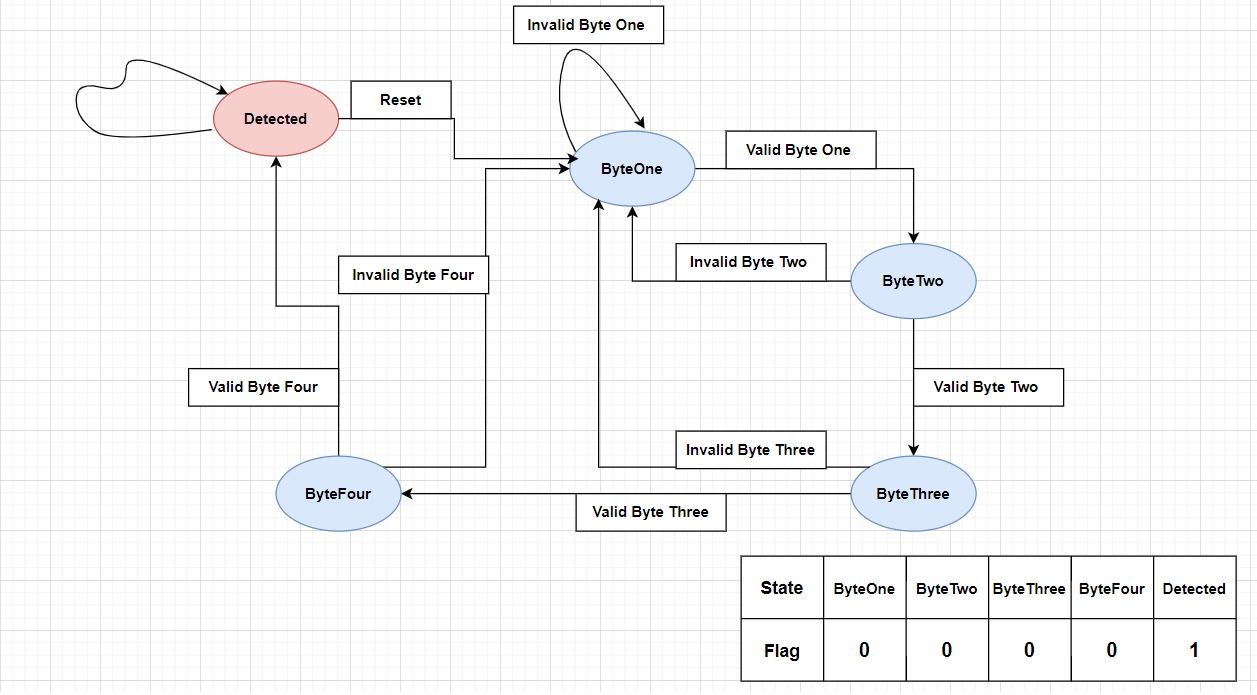 Invalid Byte One
Reset
Detected
Valid Byte One
ByteOne
Invalid Byte Two
Invalid Byte Four
ByteTwo
Valid Byte Four
Valid Byte Two
Invalid Byte Three
ByteFour
ByteThree
Valid Byte Three
State ByteOne ByteTwo ByteThree ByteFour Detected
Flag 0 0 0 0 1